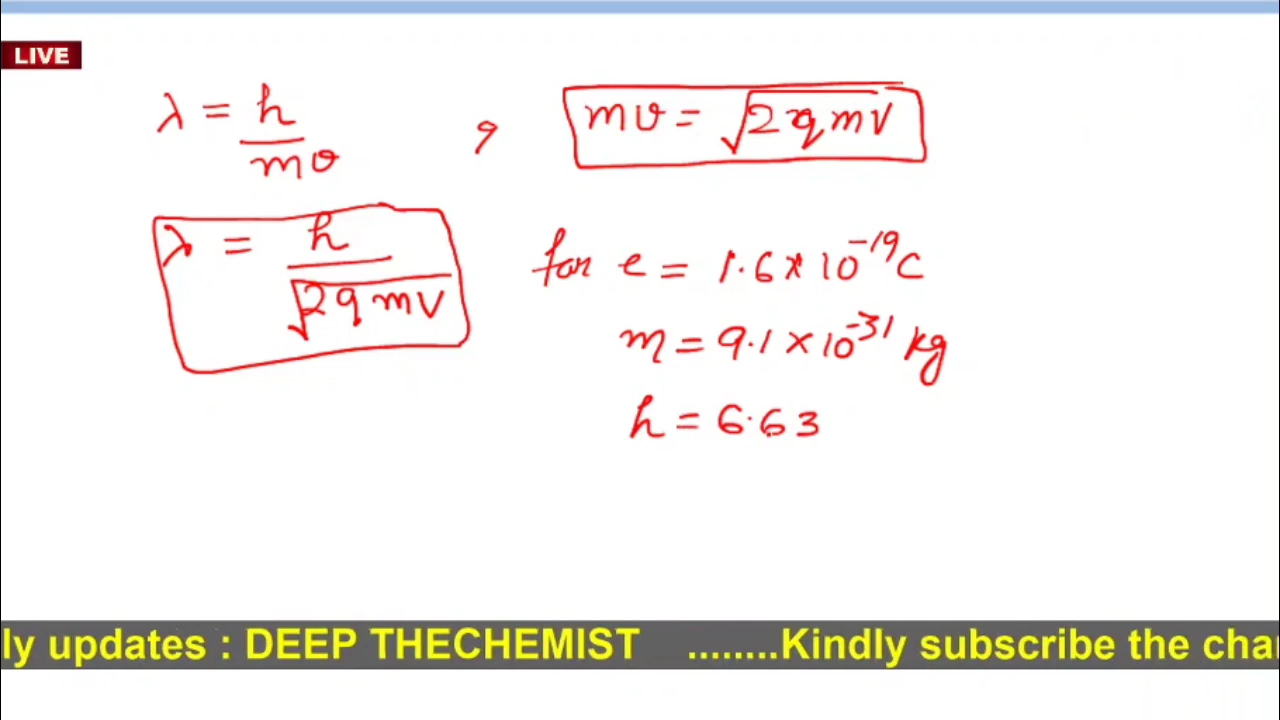 LIVE
λ = h/mv , mv = √2qmV
λ = h/√2qmV
for e = 1.6 × 10⁻¹⁹ C
m = 9.1 × 10⁻³¹ kg
h = 6.63
ly updates : DEEP THECHEMIST ........Kindly subscribe the cha